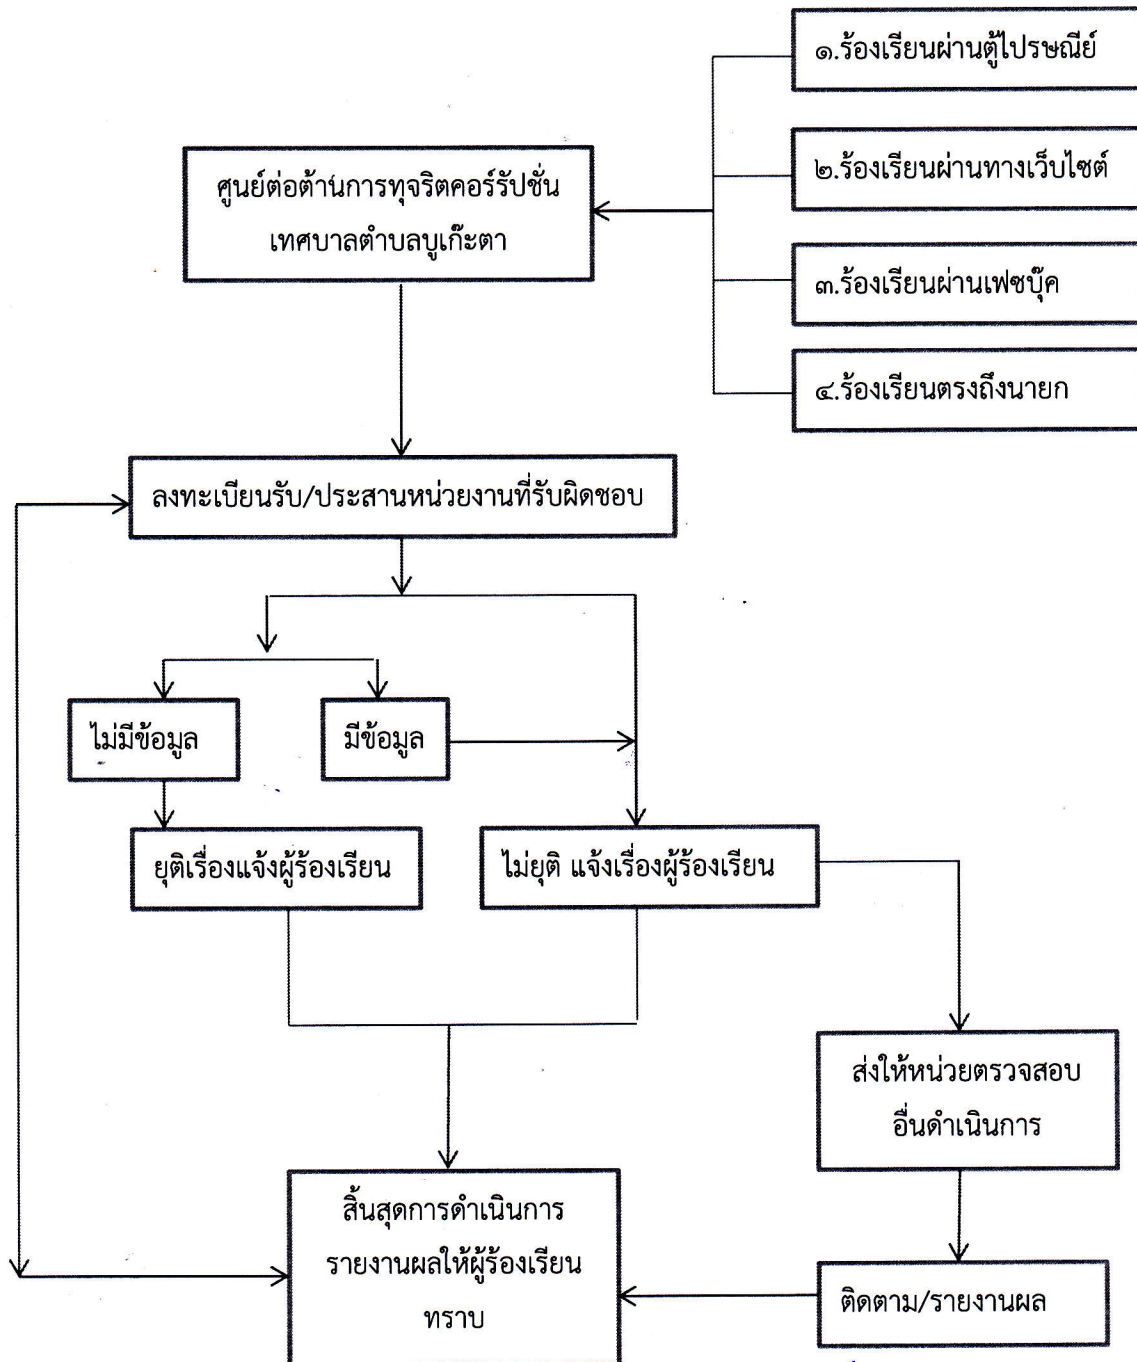 ๑.ร้องเรียนผ่านตู้ไปรษณีย์
๒.ร้องเรียนผ่านทางเว็บไซต์
๓.ร้องเรียนผ่านเฟซบุ๊ค
๔.ร้องเรียนตรงถึงนายก
ศูนย์ต่อต้านการทุจริตคอร์รัปชั่น
เทศบาลตำบลบูเก๊ะตา
ลงทะเบียนรับ/ประสานหน่วยงานที่รับผิดชอบ
ไม่มีข้อมูล
มีข้อมูล
ยุติเรื่องแจ้งผู้ร้องเรียน
ไม่ยุติ แจ้งเรื่องผู้ร้องเรียน
ส่งให้หน่วยตรวจสอบ
อื่นดำเนินการ
สิ้นสุดการดำเนินการ
รายงานผลให้ผู้ร้องเรียน
ทราบ
ติดตาม/รายงานผล